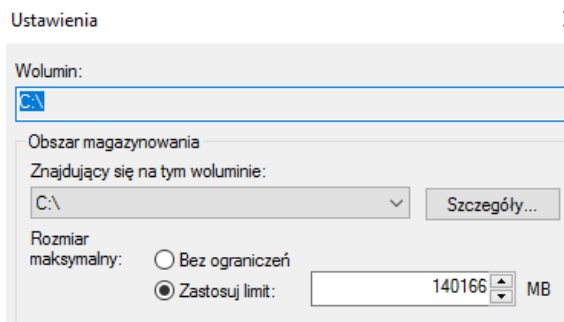 Ustawienia
Wolumin:
C:\
Obszar magazynowania
Znajdujący się na tym woluminie:
C:\
Szczegóły...
Rozmiar
maksymalny:
Bez ograniczeń
Zastosuj limit:
140166
MB